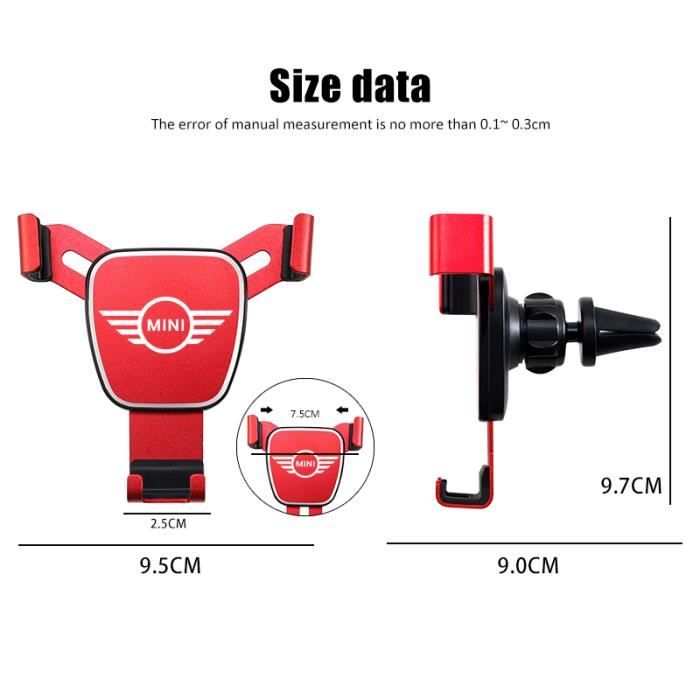 Size data
The error of manual measurement is no more than 0.1~ 0.3cm
MINI
7.5CM
MINI
2.5CM
9.5CM
9.7CM
9.0CM